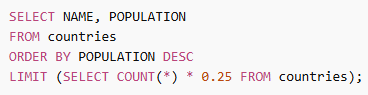 SELECT NAME, POPULATION
FROM countries
ORDER BY POPULATION DESC
LIMIT (SELECT COUNT(*) * 0.25 FROM countries);